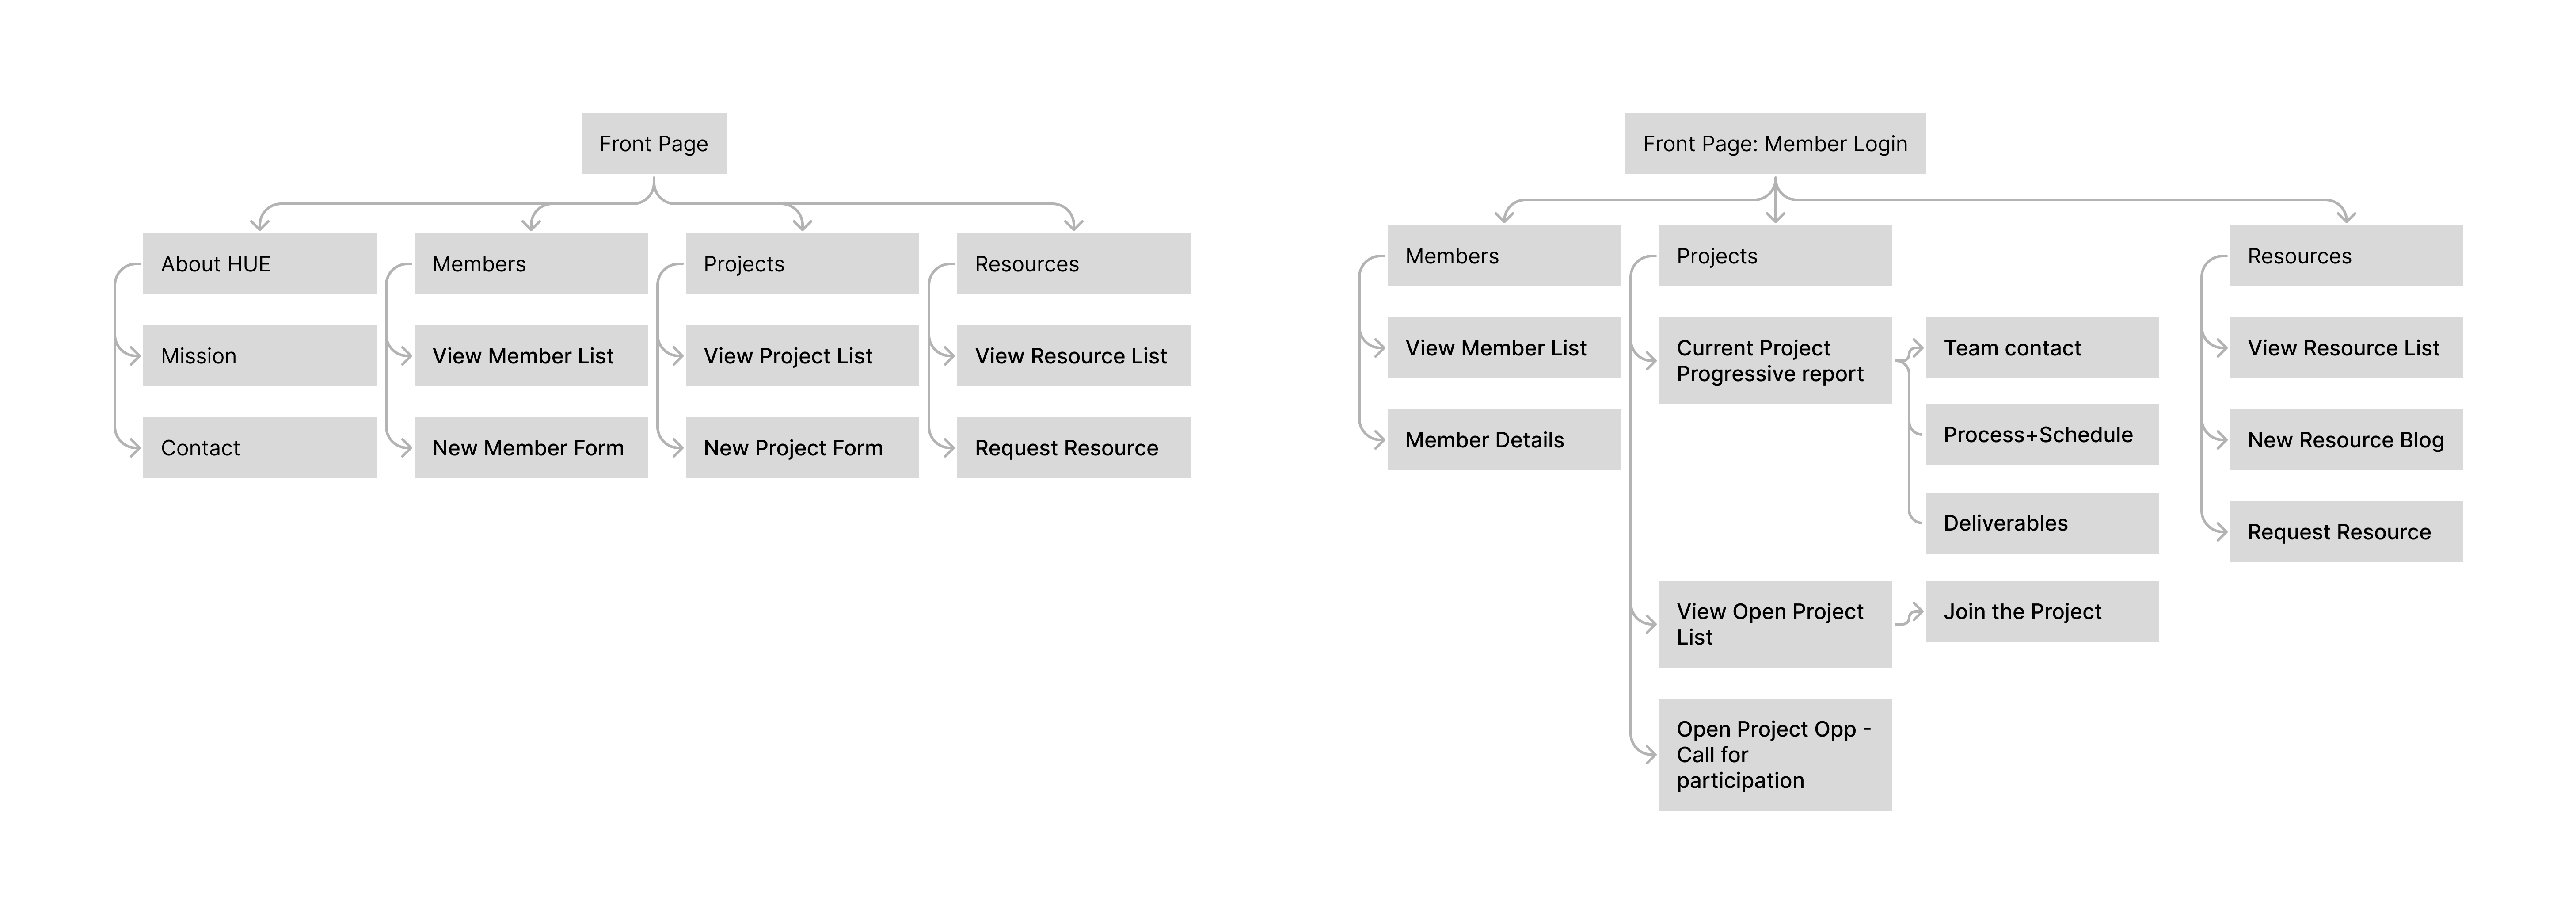 Front Page
About HUE
Mission
Contact
Members
View Member List
New Member Form
Projects
View Project List
New Project Form
Resources
View Resource List
Request Resource
Front Page: Member Login
Members
View Member List
Member Details
Projects
Current Project
Progressive report
Team contact
Process+Schedule
Deliverables
View Open Project
List
Join the Project
Open Project Opp -
Call for
participation
Resources
View Resource List
New Resource Blog
Request Resource